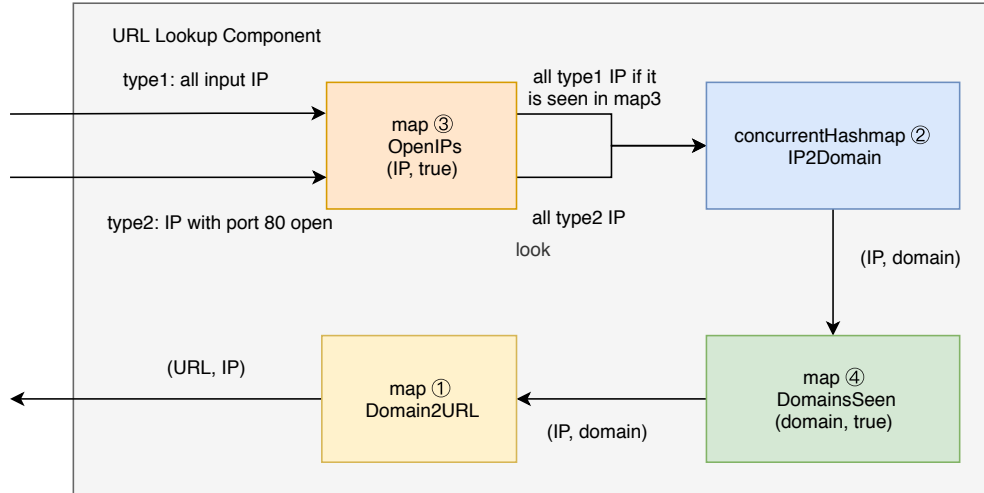 URL Lookup Component
type1: all input IP
all type1 IP if it
is seen in map3
map ③
OpenIPs
(IP, true)
concurrentHashmap ②
IP2Domain
type2: IP with port 80 open
all type2 IP
look
(IP, domain)
(URL, IP)
map ①
Domain2URL
(IP, domain)
map ④
DomainsSeen
(domain, true)